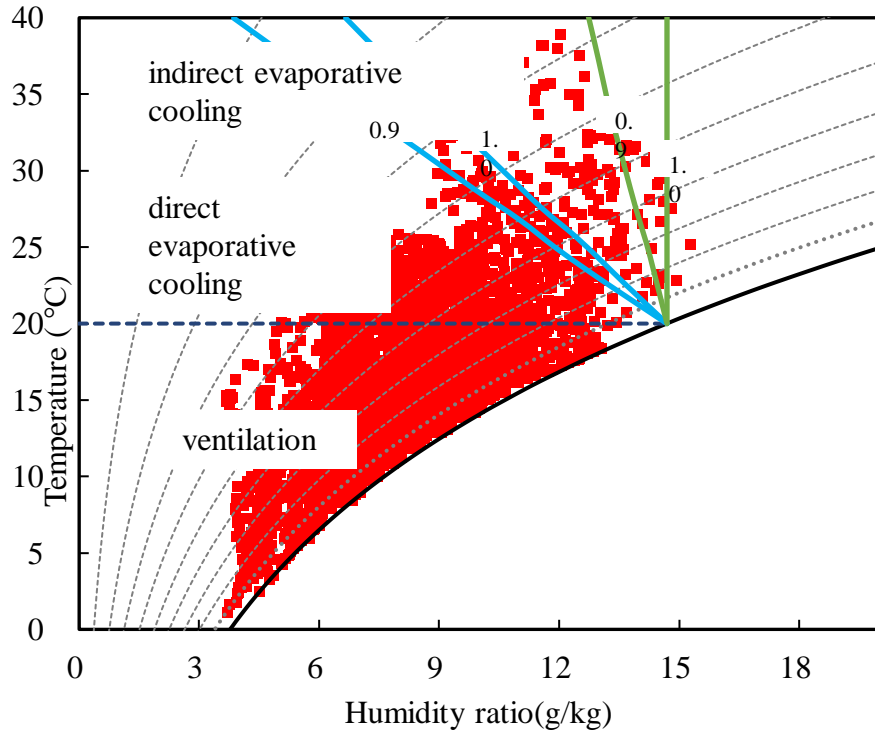 40
indirect evaporative
cooling
35
0.9
1.
0
0.
9
1.
0
30
direct
evaporative
cooling
25
20
15
ventilation
10
5
0
Temperature (℃)
0 3 6 9 12 15 18
Humidity ratio(g/kg)